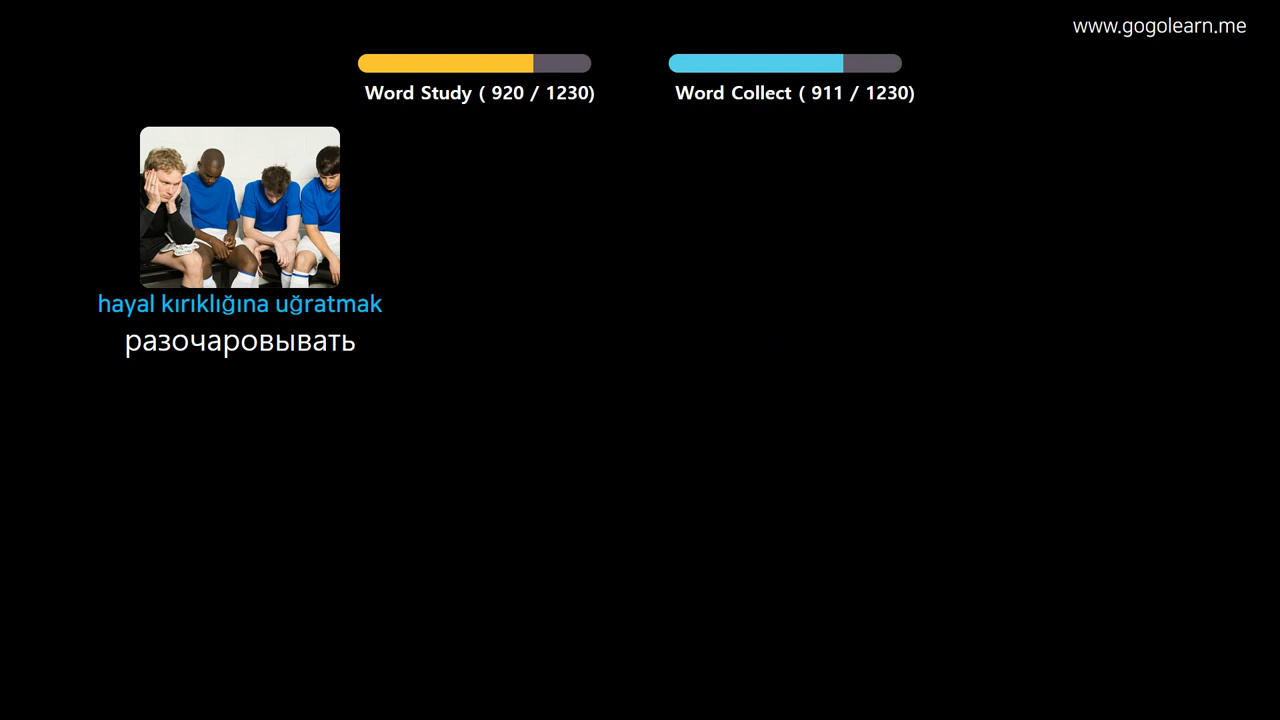 www.gogolearn.me
Word Study ( 920 / 1230)
Word Collect ( 911 / 1230)
hayal kırıklığına uğratmak
разочаровывать